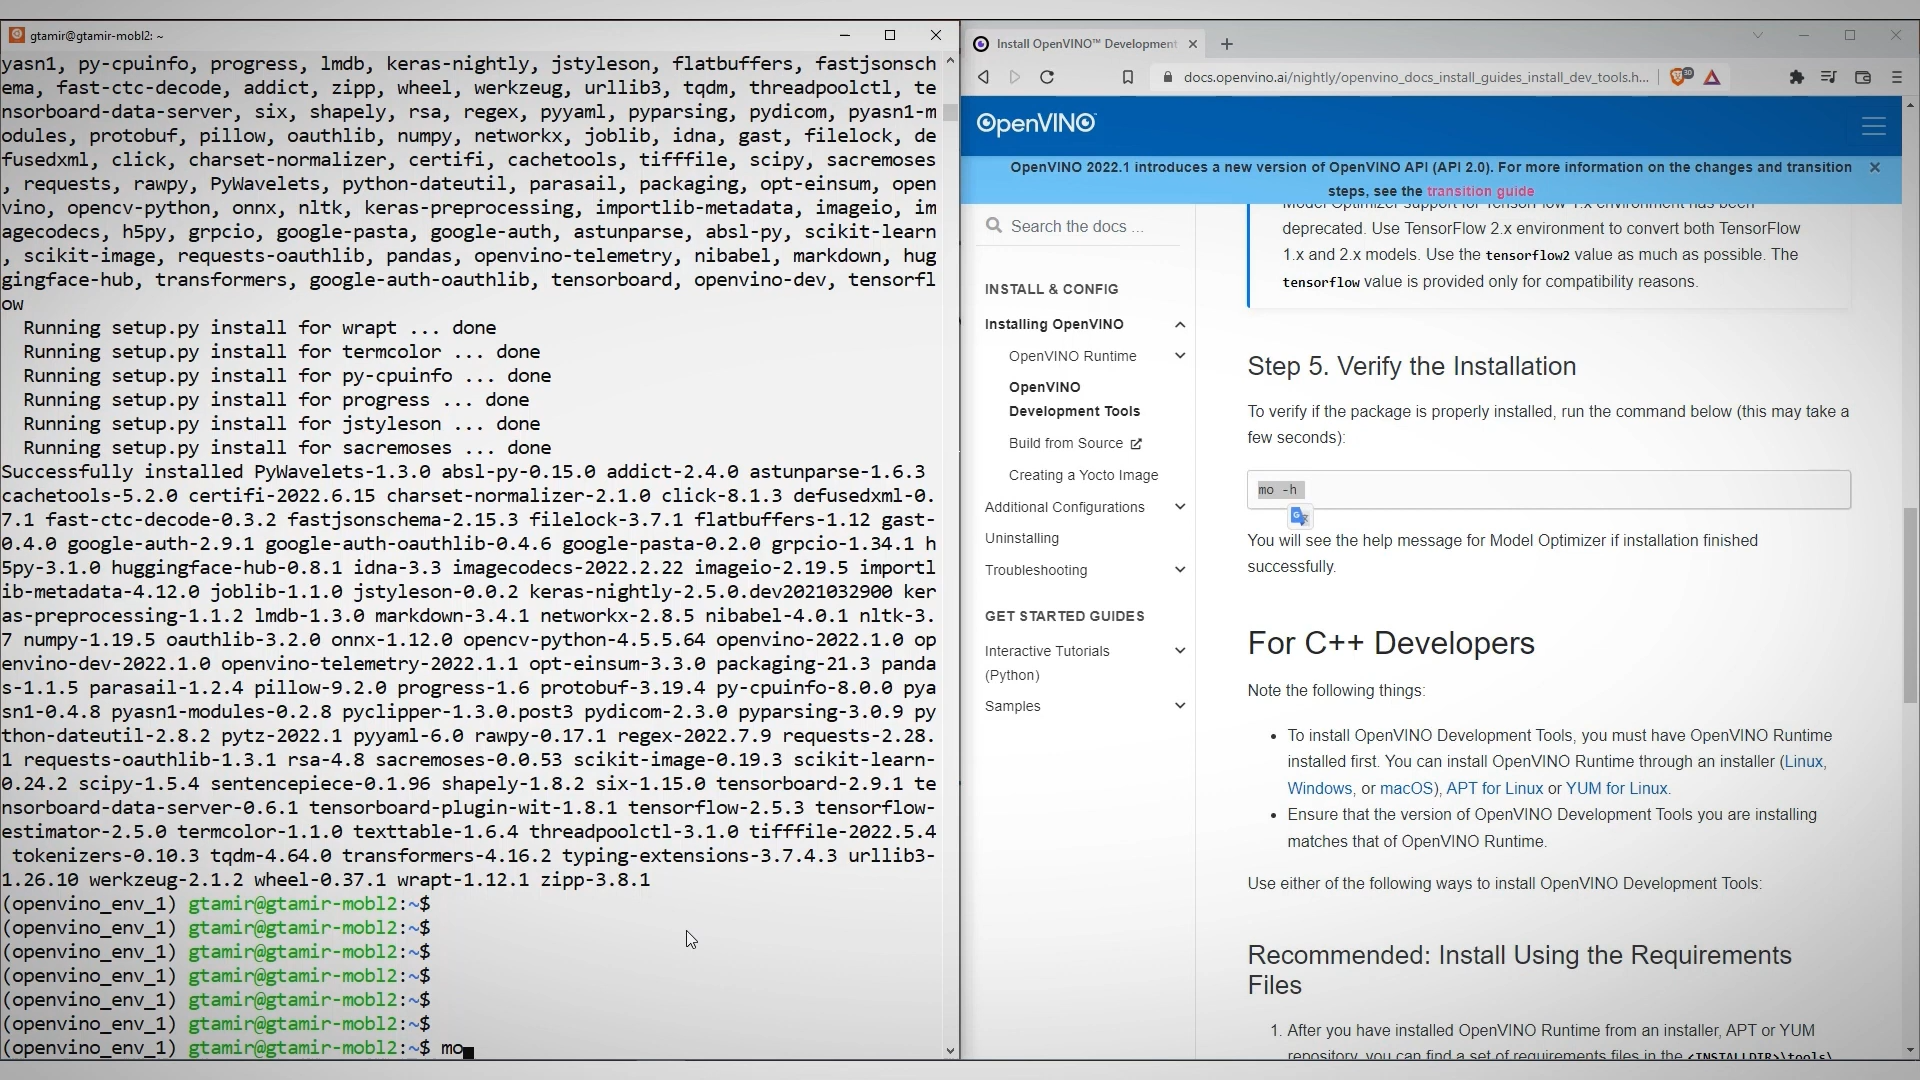 gtamir@gtamir-mobl2: ~
yasn1, py-cpuinfo, progress, lmdb, keras-nightly, jstyleson, flatbuffers, fastjsonsch
ema, fast-ctc-decode, addict, zipp, wheel, werkzeug, urllib3, tqdm, threadpoolctl, te
nsorboard-data-server, six, shapely, rsa, regex, pyyaml, pyparsing, pydicom, pyasn1-m
odules, protobuf, pillow, oauthlib, numpy, networkx, joblib, idna, gast, filelock, de
fusedxml, click, charset-normalizer, certifi, cachetools, tifffile, scipy, sacremoses
, requests, rawpy, PyWavelets, python-dateutil, parasail, packaging, opt-einsum, open
vino, opencv-python, onnx, nltk, keras-preprocessing, importlib-metadata, imageio, im
agecodecs, h5py, grpcio, google-pasta, google-auth, astunparse, absl-py, scikit-learn
, scikit-image, requests-oauthlib, pandas, openvino-telemetry, nibabel, markdown, hug
gingface-hub, transformers, google-auth-oauthlib, tensorboard, openvino-dev, tensorfl
ow
Running setup.py install for wrapt ... done
Running setup.py install for termcolor ... done
Running setup.py install for py-cpuinfo ... done
Running setup.py install for progress ... done
Running setup.py install for jstyleson ... done
Running setup.py install for sacremoses ... done
Successfully installed PyWavelets-1.3.0 absl-py-0.15.0 addict-2.4.0 astunparse-1.6.3
cachetools-5.2.0 certifi-2022.6.15 charset-normalizer-2.1.0 click-8.1.3 defusedxml-0.
7.1 fast-ctc-decode-0.3.2 fastjsonschema-2.15.3 filelock-3.7.1 flatbuffers-1.12 gast-
0.4.0 google-auth-2.9.1 google-auth-oauthlib-0.4.6 google-pasta-0.2.0 grpcio-1.34.1 h
5py-3.1.0 huggingface-hub-0.8.1 idna-3.3 imagecodecs-2022.2.22 imageio-2.19.5 importl
ib-metadata-4.12.0 joblib-1.1.0 jstyleson-0.0.2 keras-nightly-2.5.0.dev2021032900 ker
as-preprocessing-1.1.2 lmdb-1.3.0 markdown-3.4.1 networkx-2.8.5 nibabel-4.0.1 nltk-3.
7 numpy-1.19.5 oauthlib-3.2.0 onnx-1.12.0 opencv-python-4.5.5.64 openvino-2022.1.0 op
envino-dev-2022.1.0 openvino-telemetry-2022.1.1 opt-einsum-3.3.0 packaging-21.3 panda
s-1.1.5 parasail-1.2.4 pillow-9.2.0 progress-1.6 protobuf-3.19.4 py-cpuinfo-8.0.0 pya
sn1-0.4.8 pyasn1-modules-0.2.8 pyclipper-1.3.0.post3 pydicom-2.3.0 pyparsing-3.0.9 py
thon-dateutil-2.8.2 pytz-2022.1 pyyaml-6.0 rawpy-0.17.1 regex-2022.7.9 requests-2.28.
1 requests-oauthlib-1.3.1 rsa-4.8 sacremoses-0.0.53 scikit-image-0.19.3 scikit-learn-
0.24.2 scipy-1.5.4 sentencepiece-0.1.96 shapely-1.8.2 six-1.15.0 tensorboard-2.9.1 te
nsorboard-data-server-0.6.1 tensorboard-plugin-wit-1.8.1 tensorflow-2.5.3 tensorflow-
estimator-2.5.0 termcolor-1.1.0 texttable-1.6.4 threadpoolctl-3.1.0 tifffile-2022.5.4
tokenizers-0.10.3 tqdm-4.64.0 transformers-4.16.2 typing-extensions-3.7.4.3 urllib3-
1.26.10 werkzeug-2.1.2 wheel-0.37.1 wrapt-1.12.1 zipp-3.8.1
(openvino_env_1) gtamir@gtamir-mobl2:~$
(openvino_env_1) gtamir@gtamir-mobl2:~$
(openvino_env_1) gtamir@gtamir-mobl2:~$
(openvino_env_1) gtamir@gtamir-mobl2:~$
(openvino_env_1) gtamir@gtamir-mobl2:~$
(openvino_env_1) gtamir@gtamir-mobl2:~$
(openvino_env_1) gtamir@gtamir-mobl2:~$ mo
Install OpenVINO™ Development
docs.openvino.ai/nightly/openvino_docs_install_guides_install_dev_tools.h...
30
OpenVINO
OpenVINO 2022.1 introduces a new version of OpenVINO API (API 2.0). For more information on the changes and transition
steps, see the transition guide
Search the docs ...
INSTALL & CONFIG
Installing OpenVINO
OpenVINO Runtime
OpenVINO
Development Tools
Build from Source
Creating a Yocto Image
Additional Configurations
Uninstalling
Troubleshooting
GET STARTED GUIDES
Interactive Tutorials
(Python)
Samples
Model Optimizer support for TensorFlow 1.x environment has been
deprecated. Use TensorFlow 2.x environment to convert both TensorFlow
1.x and 2.x models. Use the tensorflow2 value as much as possible. The
tensorflow value is provided only for compatibility reasons.
Step 5. Verify the Installation
To verify if the package is properly installed, run the command below (this may take a
few seconds):
mo -h
You will see the help message for Model Optimizer if installation finished
successfully.
For C++ Developers
Note the following things:
To install OpenVINO Development Tools, you must have OpenVINO Runtime
installed first. You can install OpenVINO Runtime through an installer (Linux,
Windows, or macOS), APT for Linux or YUM for Linux.
Ensure that the version of OpenVINO Development Tools you are installing
matches that of OpenVINO Runtime.
Use either of the following ways to install OpenVINO Development Tools:
Recommended: Install Using the Requirements
Files
1. After you have installed OpenVINO Runtime from an installer, APT or YUM
repository, you can find a set of requirements files in the <INSTALLDIR>\tools\